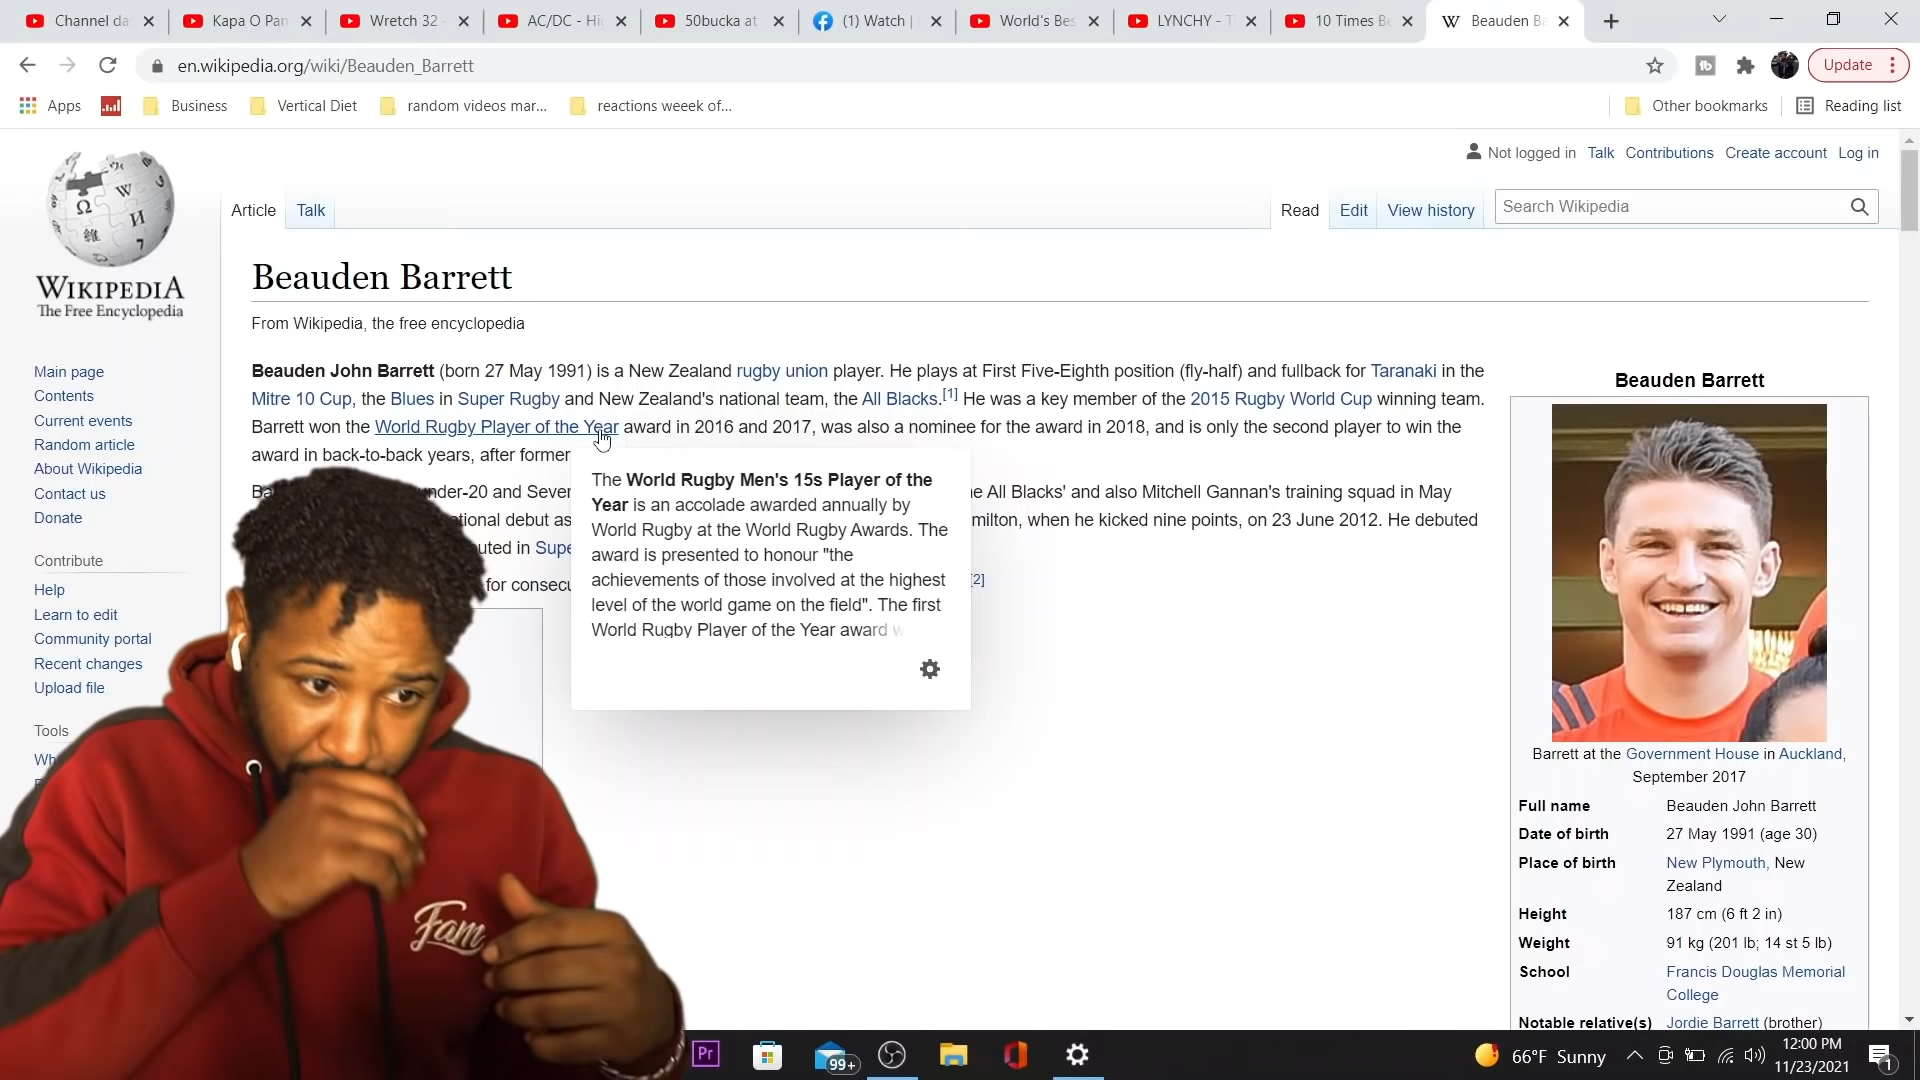 Channel da
Kapa O Pan
Wretch 32 -
AC/DC - Hi
50bucka at
(1) Watch |
World's Bes
LYNCHY - T
10 Times Be
W Beauden Ba
en.wikipedia.org/wiki/Beauden_Barrett
Update
Apps
Business
Vertical Diet
random videos mar...
reactions weeek of...
Other bookmarks
Reading list
Not logged in Talk Contributions Create account Log in
Article Talk
Read Edit View history
Search Wikipedia
WIKIPEDIA
The Free Encyclopedia
Main page
Contents
Current events
Random article
About Wikipedia
Contact us
Donate
Contribute
Help
Learn to edit
Community portal
Recent changes
Upload file
Tools
Wh
Beauden Barrett
From Wikipedia, the free encyclopedia
Beauden John Barrett (born 27 May 1991) is a New Zealand rugby union player. He plays at First Five-Eighth position (fly-half) and fullback for Taranaki in the
Mitre 10 Cup, the Blues in Super Rugby and New Zealand's national team, the All Blacks.[1] He was a key member of the 2015 Rugby World Cup winning team.
Barrett won the World Rugby Player of the Year award in 2016 and 2017, was also a nominee for the award in 2018, and is only the second player to win the
award in back-to-back years, after former
Ba nder-20 and Seven e All Blacks' and also Mitchell Gannan's training squad in May
tional debut as milton, when he kicked nine points, on 23 June 2012. He debuted
uted in Supe
for consecu [2]
The World Rugby Men's 15s Player of the
Year is an accolade awarded annually by
World Rugby at the World Rugby Awards. The
award is presented to honour "the
achievements of those involved at the highest
level of the world game on the field". The first
World Rugby Player of the Year award w
Beauden Barrett
Barrett at the Government House in Auckland,
September 2017
Full name Beauden John Barrett
Date of birth 27 May 1991 (age 30)
Place of birth New Plymouth, New
Zealand
Height 187 cm (6 ft 2 in)
Weight 91 kg (201 lb; 14 st 5 lb)
School Francis Douglas Memorial
College
Notable relative(s) Jordie Barrett (brother)
Fam
Pr
99+
66°F Sunny
12:00 PM
11/23/2021
1